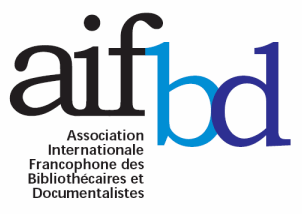 aifbd
Association
Internationale
Francophone des
Bibliothécaires et
Documentalistes